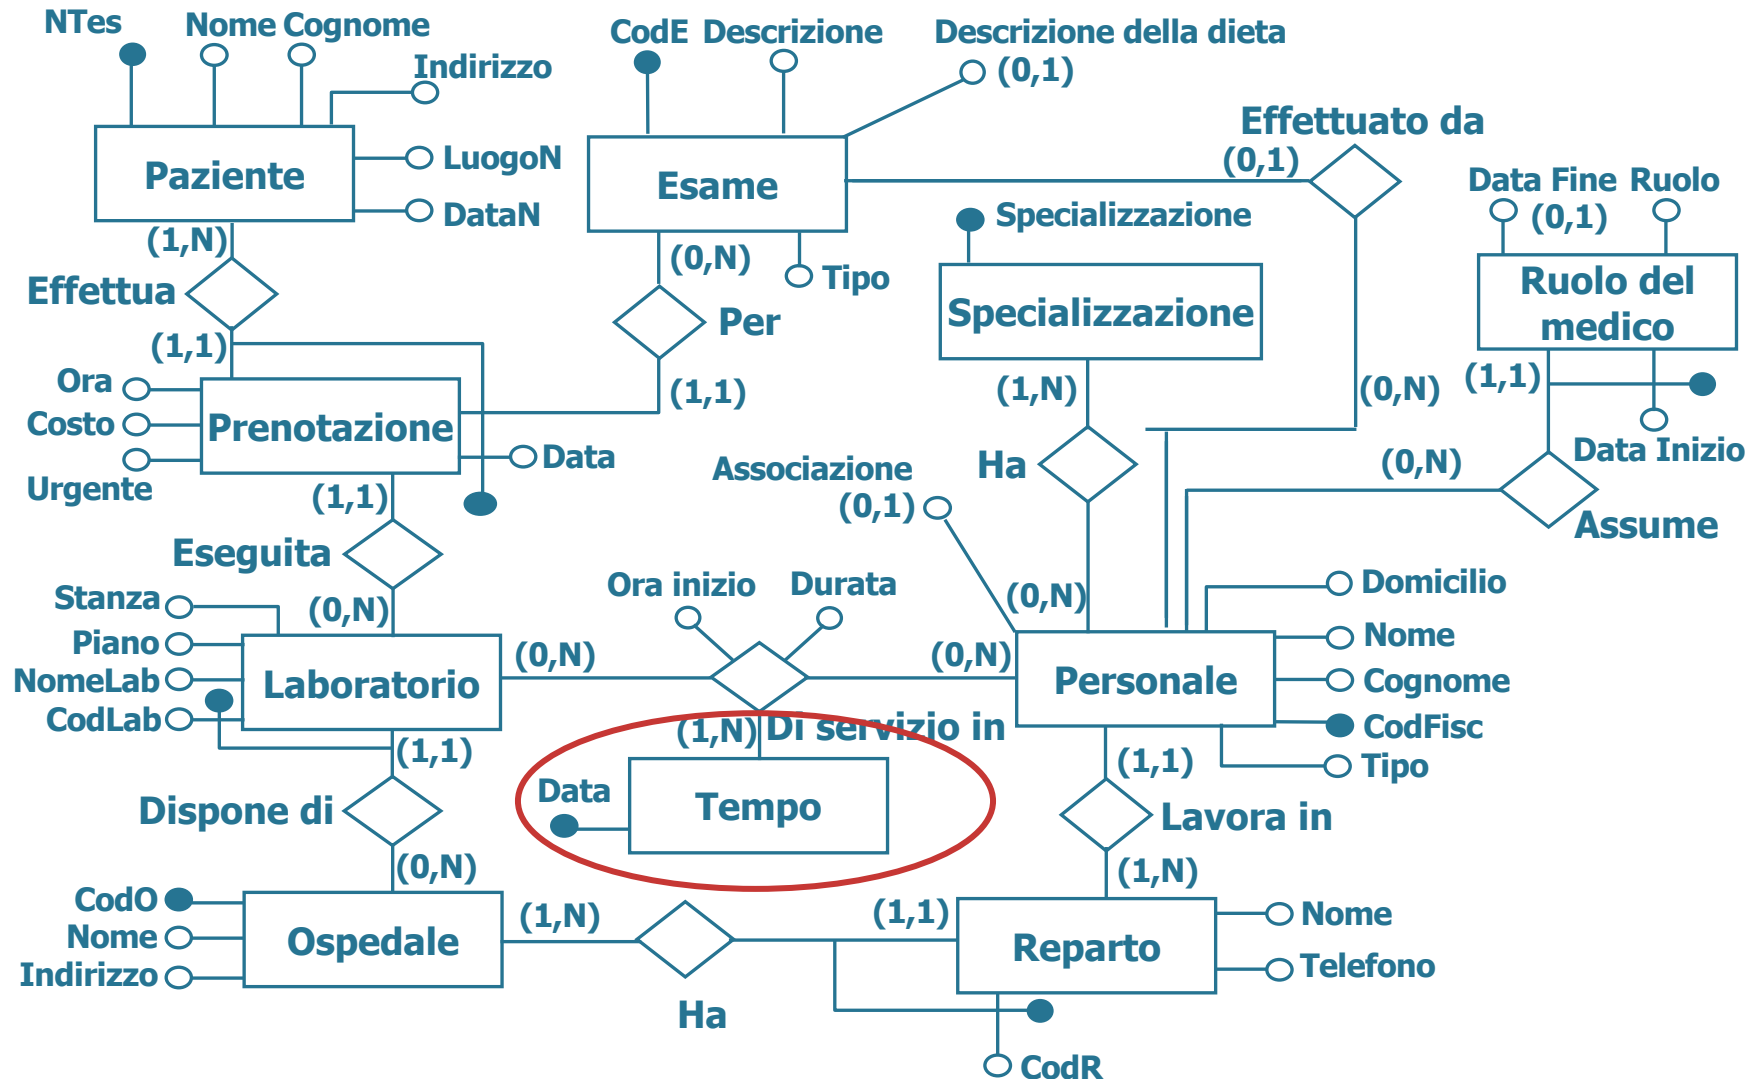 NTes
Nome Cognome
Indirizzo
Paziente
LuogoN
DataN
(1,N)
Effettua
(1,1)
Ora
Costo
Urgente
Prenotazione
Data
(1,1)
Eseguita
(0,N)
CodE Descrizione
Descrizione della dieta
(0,1)
Esame
(0,N)
Tipo
Per
(1,1)
Effettuato da
(0,1)
(0,N)
Specializzazione
Specializzazione
(1,N)
Ha
(0,N)
Data Fine Ruolo
(0,1)
Ruolo del
medico
(1,1)
Data Inizio
(0,N)
Assume
Associazione
(0,1)
Stanza
Piano
NomeLab
CodLab
Laboratorio
(1,1)
Dispone di
(0,N)
Ora inizio Durata
(0,N)
(0,N)
(1,N) Di servizio in
Data
Tempo
Personale
Domicilio
Nome
Cognome
CodFisc
Tipo
(1,1)
Lavora in
(1,N)
CodO
Nome
Indirizzo
Ospedale
(1,N)
Ha
(1,1)
Reparto
Nome
Telefono
CodR